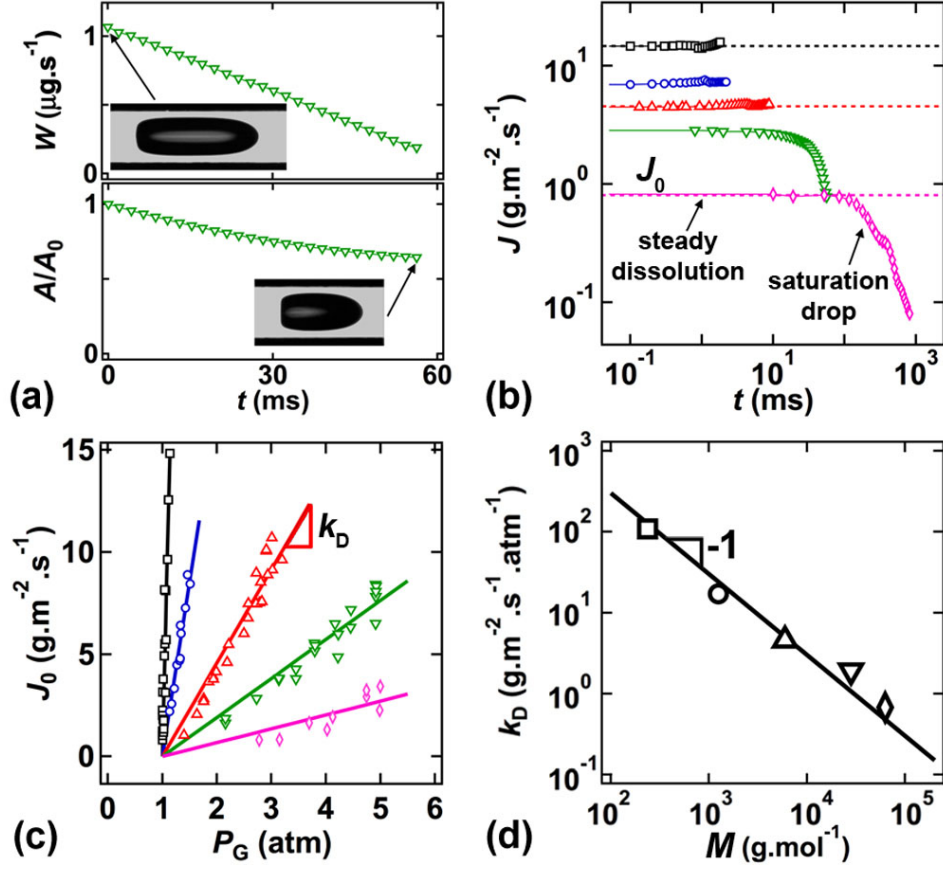 1
W (μg.s⁻¹)
0
1
A/A₀
0
0
30
60
t (ms)
(a)
10¹
10⁰
10⁻¹
J (g.m⁻².s⁻¹)
J₀
steady
dissolution
saturation
drop
10⁻¹
10¹
10³
t (ms)
(b)
15
10
5
0
J₀ (g.m⁻².s⁻¹)
k_D
0
1
2
3
4
5
6
P_G (atm)
(c)
10³
10²
10¹
10⁰
10⁻¹
k_D (g.m⁻².s⁻¹.atm⁻¹)
-1
10²
10³
10⁴
10⁵
M (g.mol⁻¹)
(d)